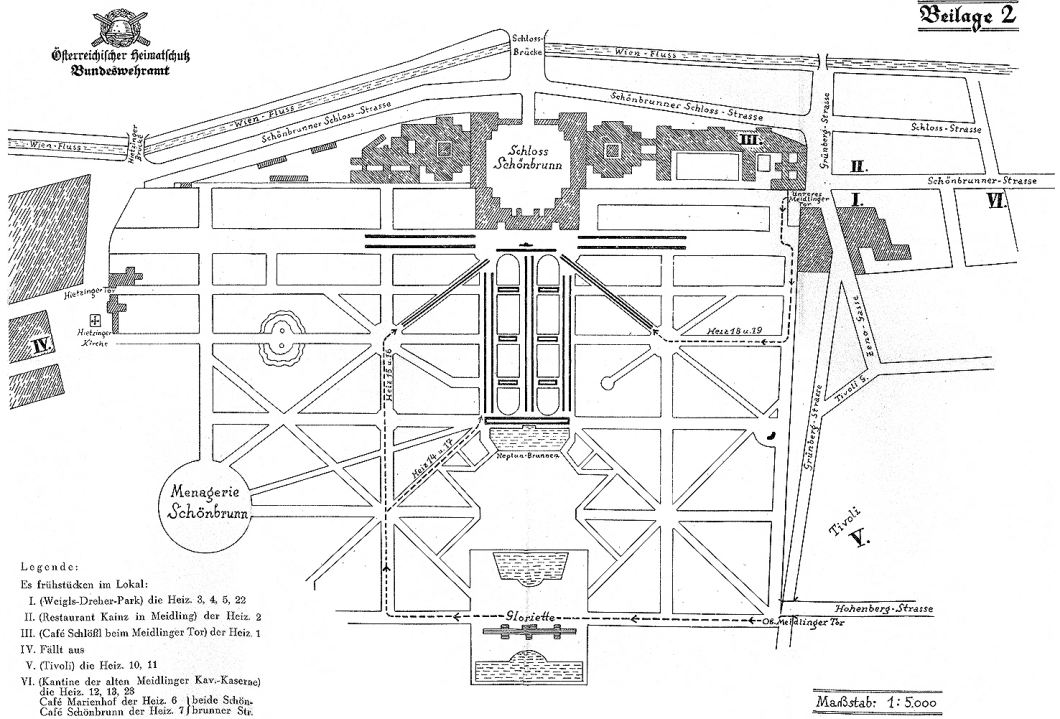 Beilage 2
Österreichischer Heimatschutz
Bundeswehramt
Schloss-
Brücke
Wien-Fluss
Wien-Fluss
Wien-Fluss
Hietzinger
Brücke
Schönbrunner Schloss-Strasse
Schönbrunner Schloss-Strasse
Grünberg-Strasse
Schloss-Strasse
Schloss
Schönbrunn
III.
II.
Schönbrunner-Strasse
Unteres
Meidlinger
Tor
I.
VI.
Hietzinger Tor
Hietzinger
Kirche
IV.
Heiz 15 u. 16
Heiz 18 u. 19
Zeno-Gasse
Tivoli G.
Grünberg-Strasse
Heiz 14 u. 17
Neptun-Brunnen
Menagerie
Schönbrunn
Tivoli
V.
Gloriette
Hohenberg-Strasse
Ob. Meidlinger Tor
Legende:
Es frühstücken im Lokal:
I. (Weigls-Dreher-Park) die Heiz. 3, 4, 5, 22
II. (Restaurant Kainz in Meidling) der Heiz. 2
III. (Café Schlößl beim Meidlinger Tor) der Heiz. 1
IV. Fällt aus
V. (Tivoli) die Heiz. 10, 11
VI. (Kantine der alten Meidlinger Kav.-Kaserne)
die Heiz. 12, 13, 28
Café Marienhof der Heiz. 6 } beide Schön-
Café Schönbrunn der Heiz. 7 } brunner Str.
Maßstab: 1:5.000